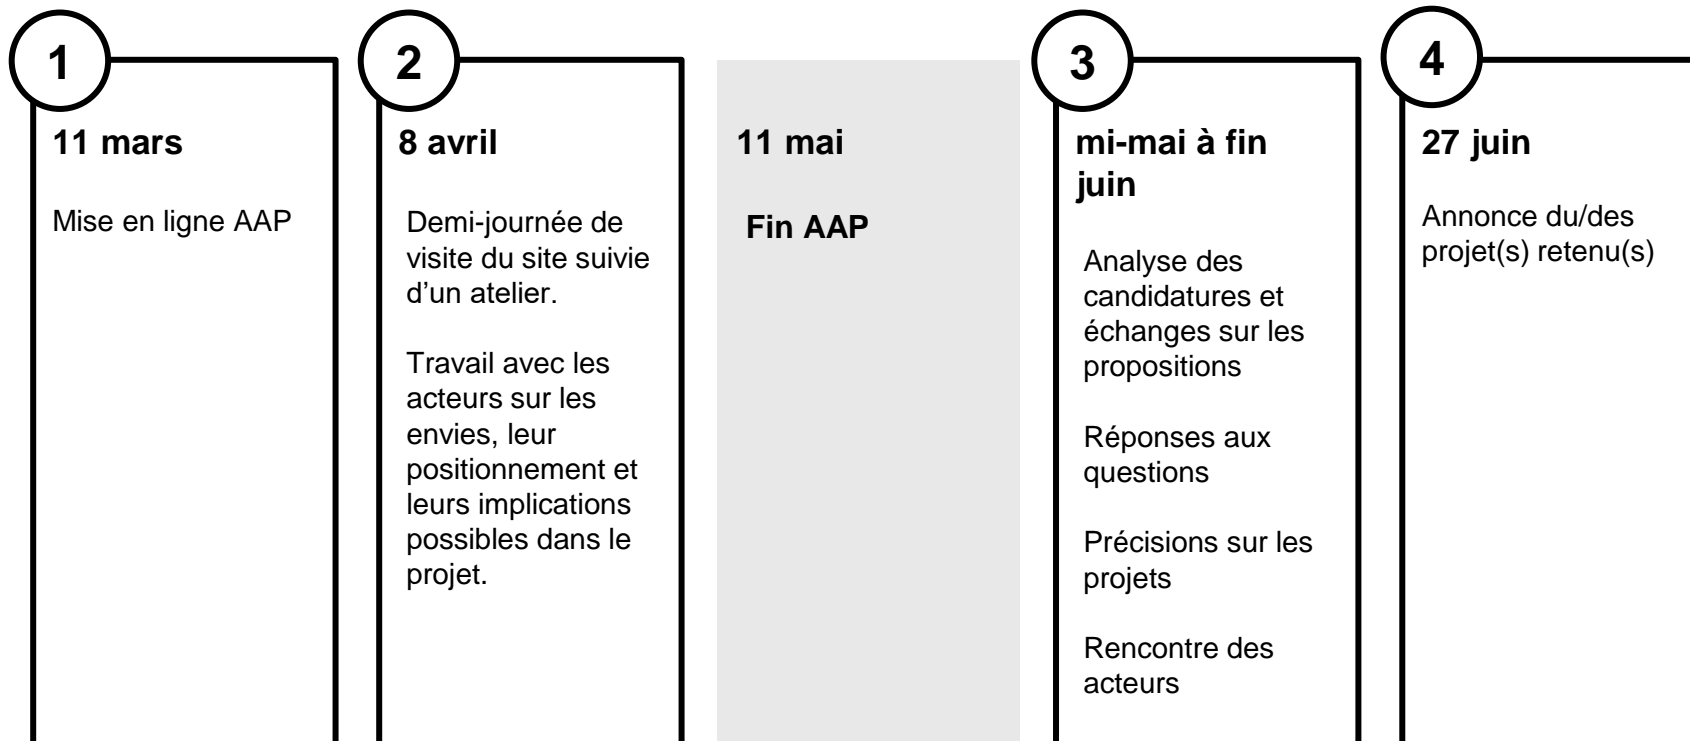 1
11 mars
Mise en ligne AAP
2
8 avril
Demi-journée de
visite du site suivie
d'un atelier.
Travail avec les
acteurs sur les
envies, leur
positionnement et
leurs implications
possibles dans le
projet.
11 mai
Fin AAP
3
mi-mai à fin
juin
Analyse des
candidatures et
échanges sur les
propositions
Réponses aux
questions
Précisions sur les
projets
Rencontre des
acteurs
4
27 juin
Annonce du/des
projet(s) retenu(s)